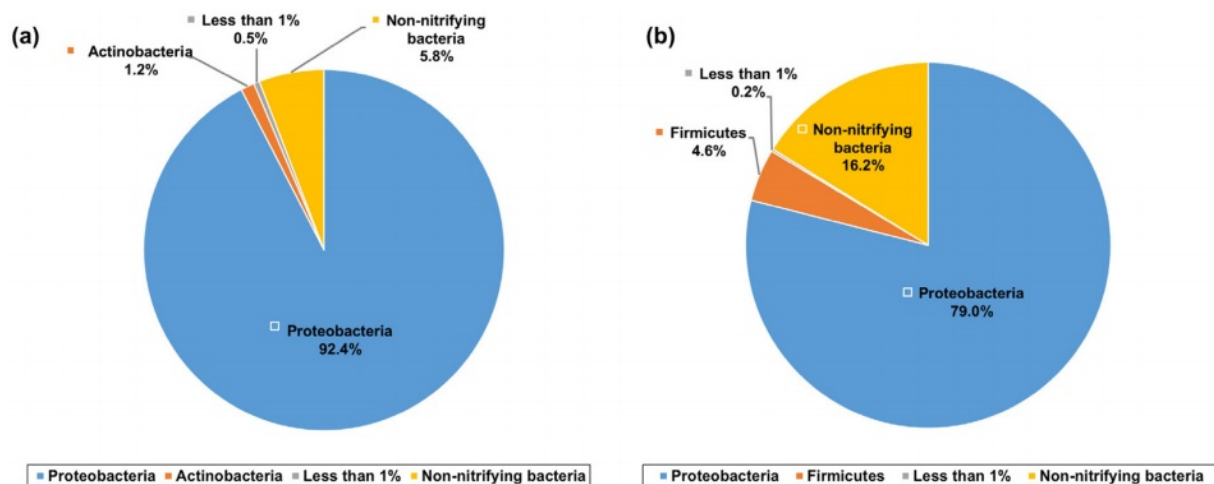 (a)
Less than 1%
0.5%
Non-nitrifying
bacteria
5.8%
Actinobacteria
1.2%
Proteobacteria
92.4%
Proteobacteria Actinobacteria Less than 1% Non-nitrifying bacteria
(b)
Less than 1%
0.2%
Firmicutes
4.6%
Non-nitrifying
bacteria
16.2%
Proteobacteria
79.0%
Proteobacteria Firmicutes Less than 1% Non-nitrifying bacteria